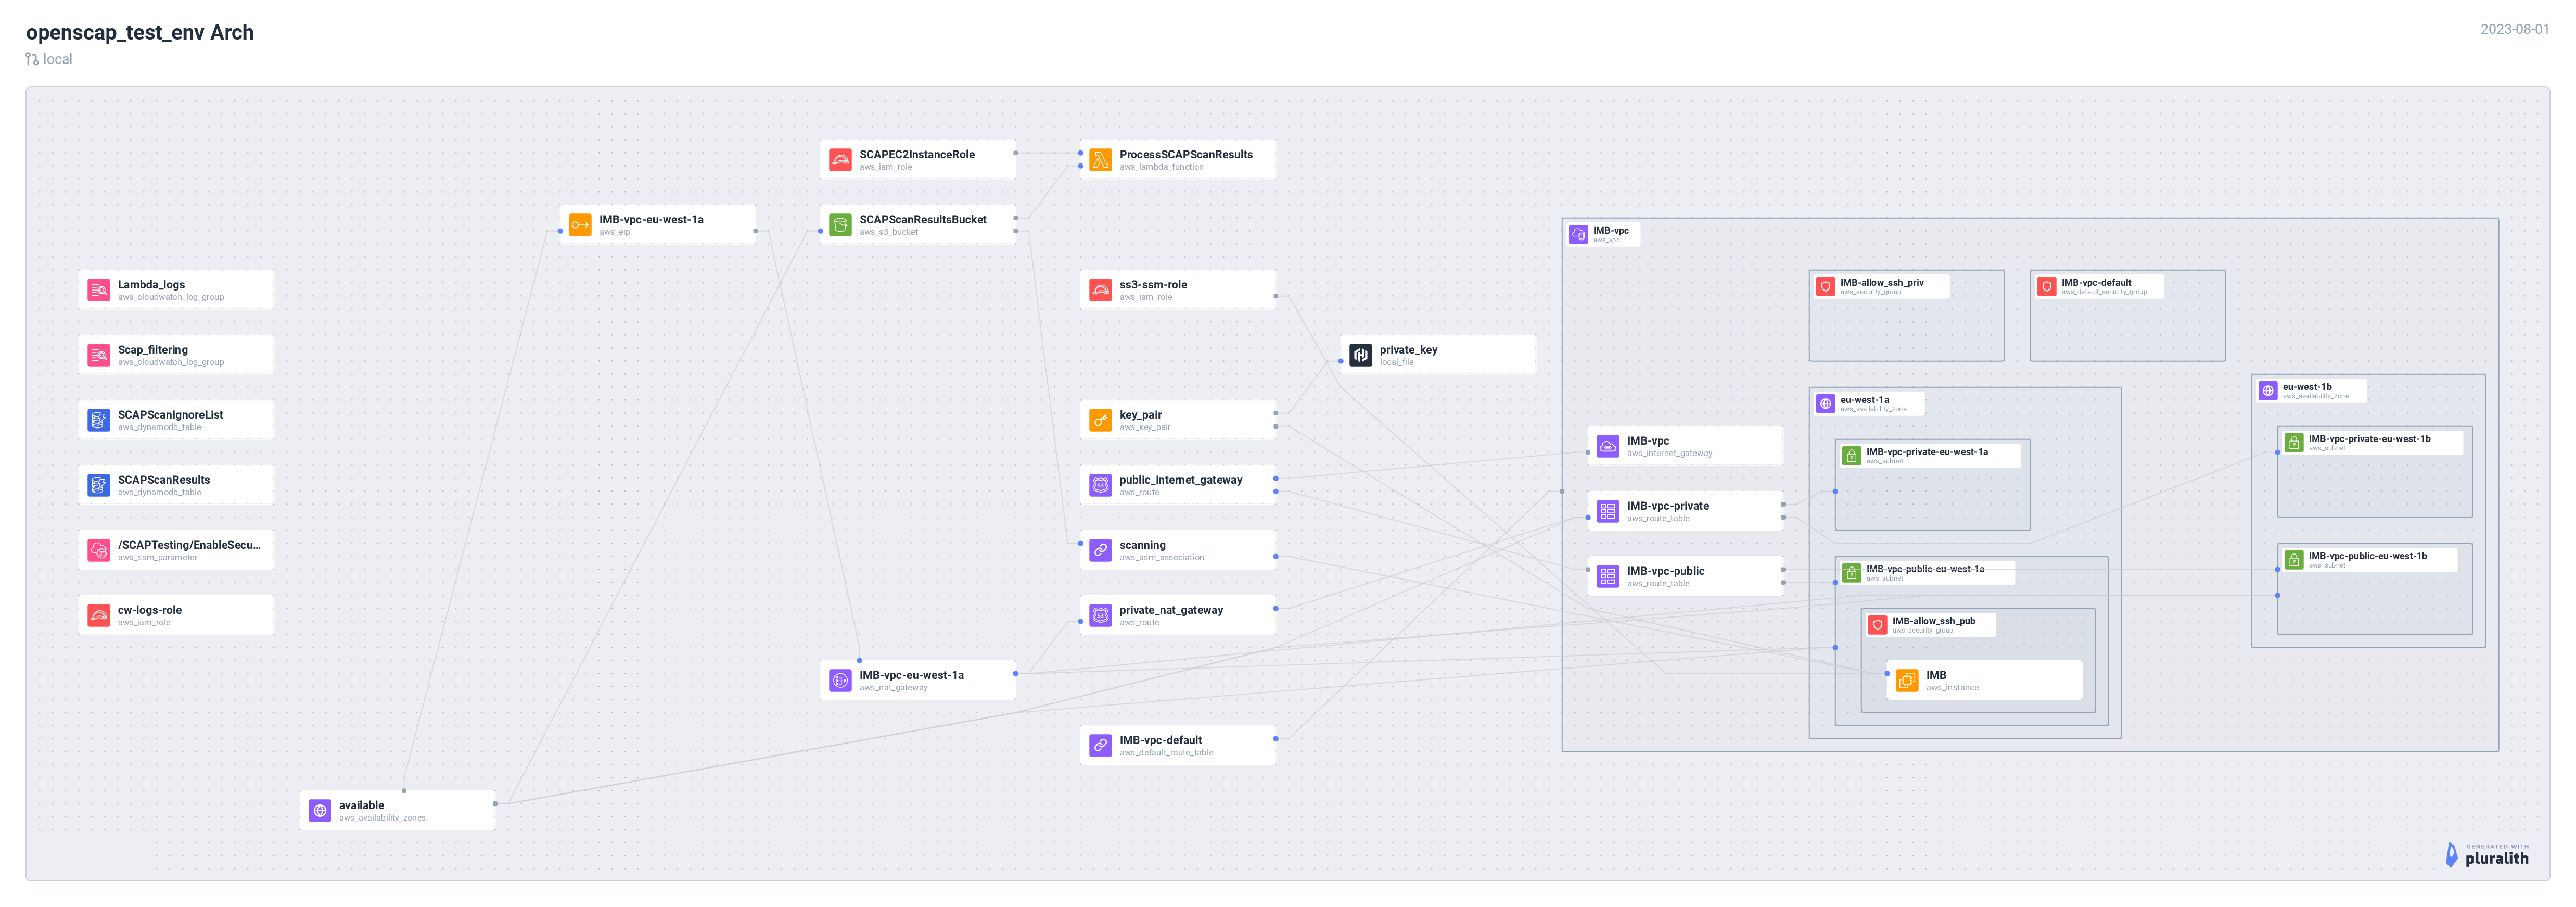 openscap_test_env Arch
2023-08-01
local
SCAPEC2InstanceRole
aws_iam_role
ProcessSCAPScanResults
aws_lambda_function
IMB-vpc-eu-west-1a
aws_eip
SCAPScanResultsBucket
aws_s3_bucket
IMB-vpc
aws_vpc
Lambda_logs
aws_cloudwatch_log_group
ss3-ssm-role
aws_iam_role
IMB-allow_ssh_priv
aws_security_group
IMB-vpc-default
aws_default_security_group
Scap_filtering
aws_cloudwatch_log_group
private_key
local_file
SCAPScanIgnoreList
aws_dynamodb_table
key_pair
aws_key_pair
eu-west-1a
aws_availability_zone
eu-west-1b
aws_availability_zone
IMB-vpc
aws_internet_gateway
IMB-vpc-private-eu-west-1a
aws_subnet
IMB-vpc-private-eu-west-1b
aws_subnet
SCAPScanResults
aws_dynamodb_table
public_internet_gateway
aws_route
IMB-vpc-private
aws_route_table
/SCAPTesting/EnableSecu...
aws_ssm_parameter
scanning
aws_ssm_association
IMB-vpc-public
aws_route_table
IMB-vpc-public-eu-west-1a
aws_subnet
IMB-vpc-public-eu-west-1b
aws_subnet
cw-logs-role
aws_iam_role
private_nat_gateway
aws_route
IMB-allow_ssh_pub
aws_security_group
IMB-vpc-eu-west-1a
aws_nat_gateway
IMB
aws_instance
IMB-vpc-default
aws_default_route_table
available
aws_availability_zones
GENERATED WITH
pluralith